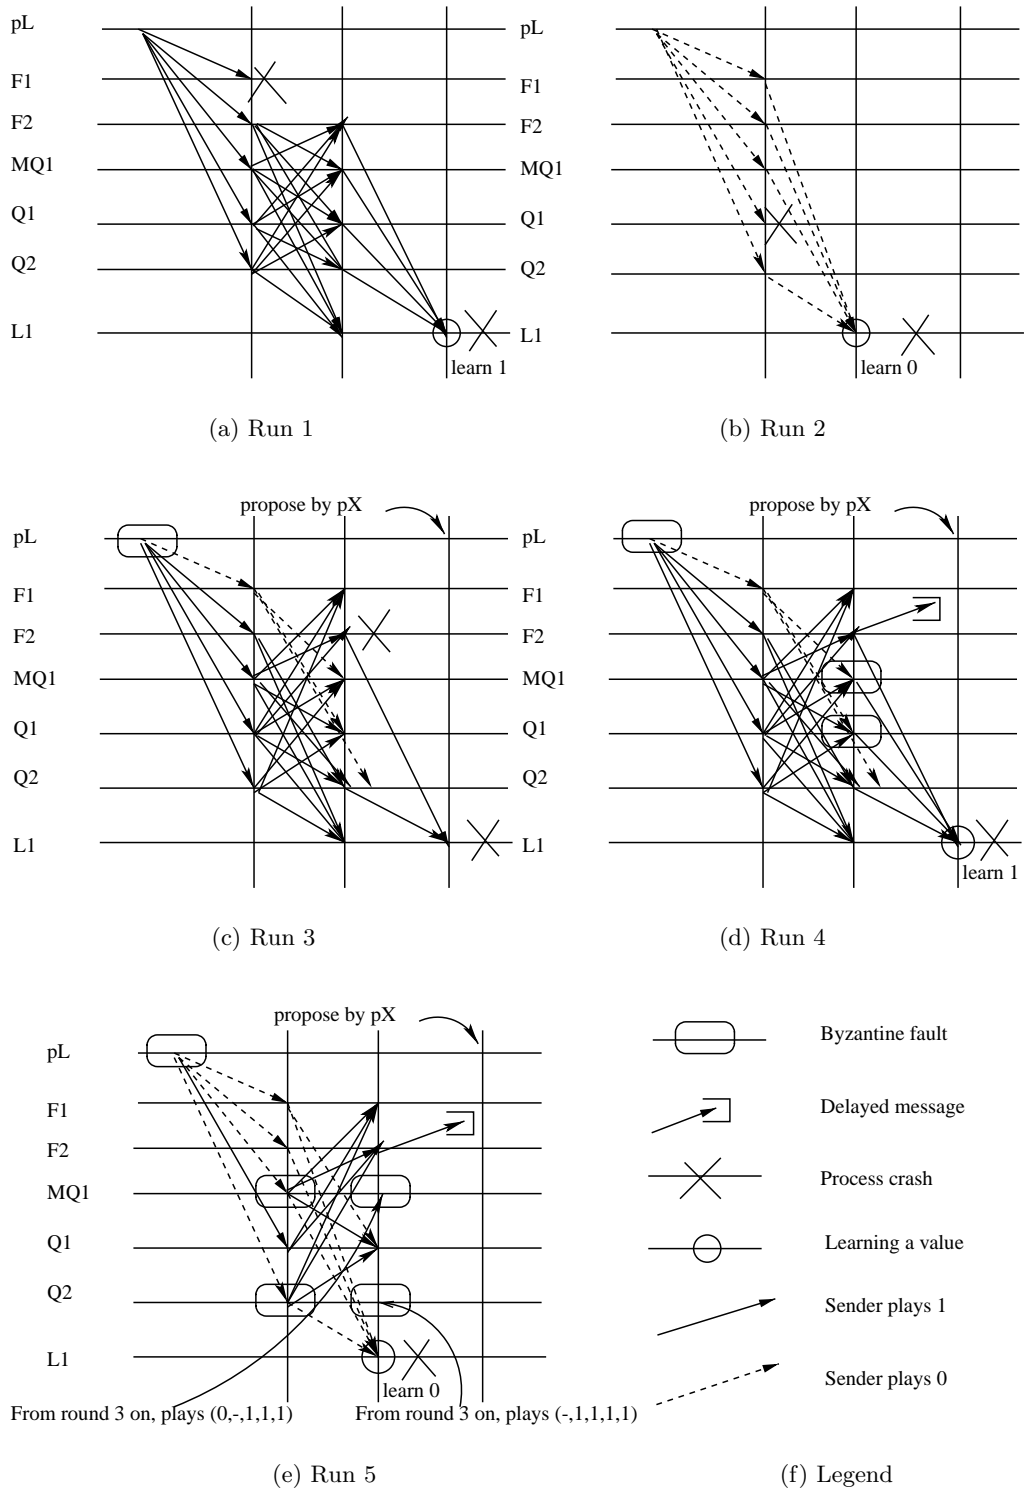 pL
F1
F2
MQ1
Q1
Q2
L1
learn 1
(a) Run 1
pL
F1
F2
MQ1
Q1
Q2
L1
learn 0
(b) Run 2
propose by pX
pL
F1
F2
MQ1
Q1
Q2
L1
(c) Run 3
propose by pX
pL
F1
F2
MQ1
Q1
Q2
L1
learn 1
(d) Run 4
propose by pX
pL
F1
F2
MQ1
Q1
Q2
L1
learn 0
From round 3 on, plays (0,-,1,1,1)
From round 3 on, plays (-,1,1,1,1)
(e) Run 5
Byzantine fault
Delayed message
Process crash
Learning a value
Sender plays 1
Sender plays 0
(f) Legend